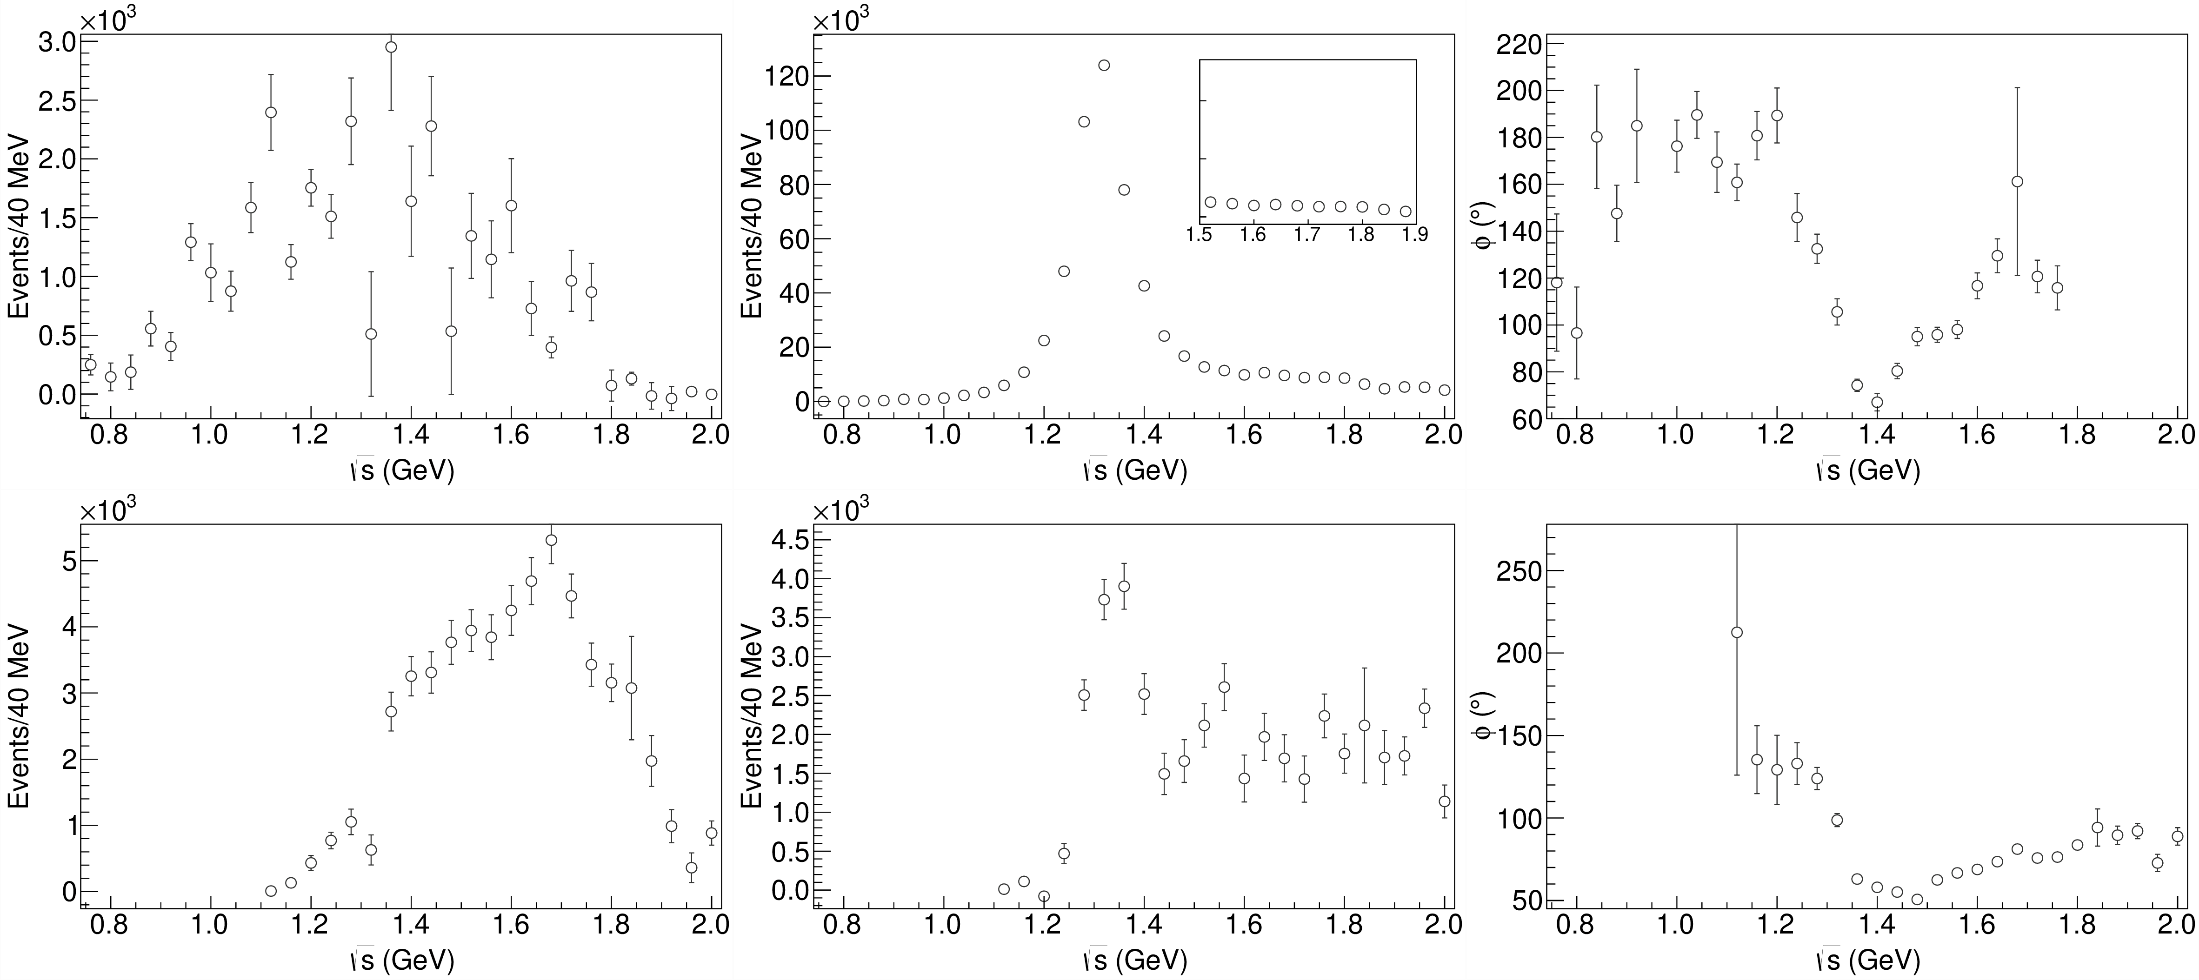 ×10³
3.0
2.5
2.0
1.5
1.0
0.5
0.0
Events/40 MeV
0.8 1.0 1.2 1.4 1.6 1.8 2.0
√s (GeV)
×10³
120
100
80
60
40
20
0
Events/40 MeV
1.5 1.6 1.7 1.8 1.9
0.8 1.0 1.2 1.4 1.6 1.8 2.0
√s (GeV)
220
200
180
160
140
120
100
80
60
ϕ (°)
0.8 1.0 1.2 1.4 1.6 1.8 2.0
√s (GeV)
×10³
5
4
3
2
1
0
Events/40 MeV
0.8 1.0 1.2 1.4 1.6 1.8 2.0
√s (GeV)
×10³
4.5
4.0
3.5
3.0
2.5
2.0
1.5
1.0
0.5
0.0
Events/40 MeV
0.8 1.0 1.2 1.4 1.6 1.8 2.0
√s (GeV)
250
200
150
100
50
ϕ (°)
0.8 1.0 1.2 1.4 1.6 1.8 2.0
√s (GeV)